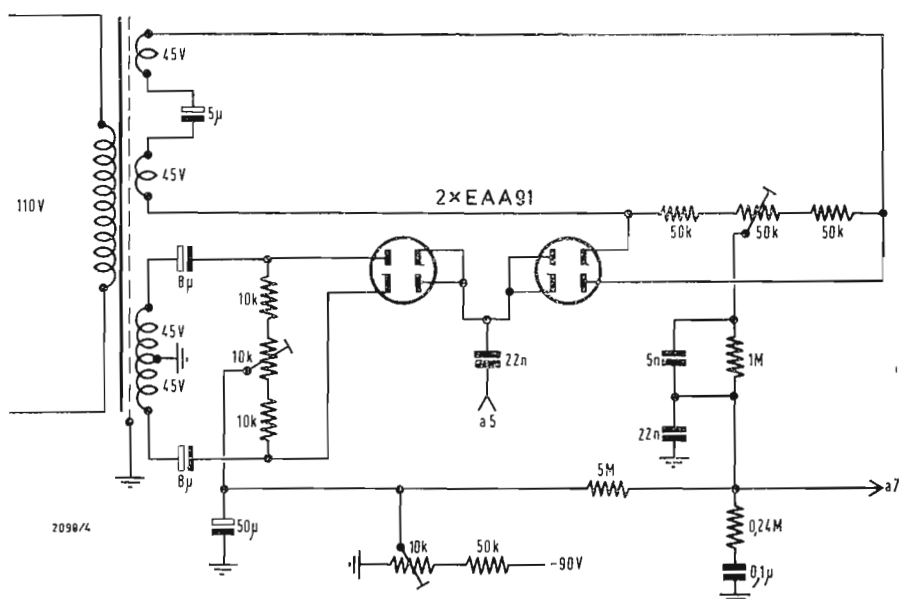 45V
5µ
45V
110V
2×EAA91
50k
50k
50k
8µ
10k
45V
45V
10k
22n
5n
1M
10k
a5
22n
8µ
5M
a7
2098/4
50µ
10k
50k
-90V
0,24M
0,1µ